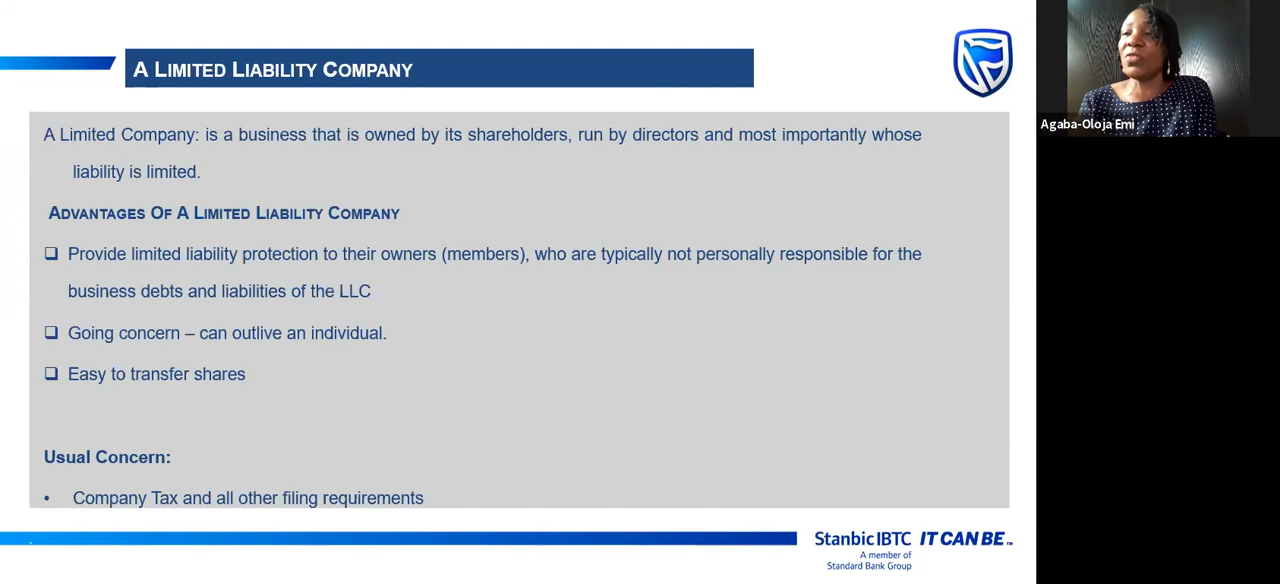 A LIMITED LIABILITY COMPANY
A Limited Company: is a business that is owned by its shareholders, run by directors and most importantly whose
liability is limited.
ADVANTAGES OF A LIMITED LIABILITY COMPANY
❑ Provide limited liability protection to their owners (members), who are typically not personally responsible for the
business debts and liabilities of the LLC
❑ Going concern – can outlive an individual.
❑ Easy to transfer shares
Usual Concern:
• Company Tax and all other filing requirements
Stanbic IBTC IT CAN BE™
A member of
Standard Bank Group
Agaba-Oloja Emi